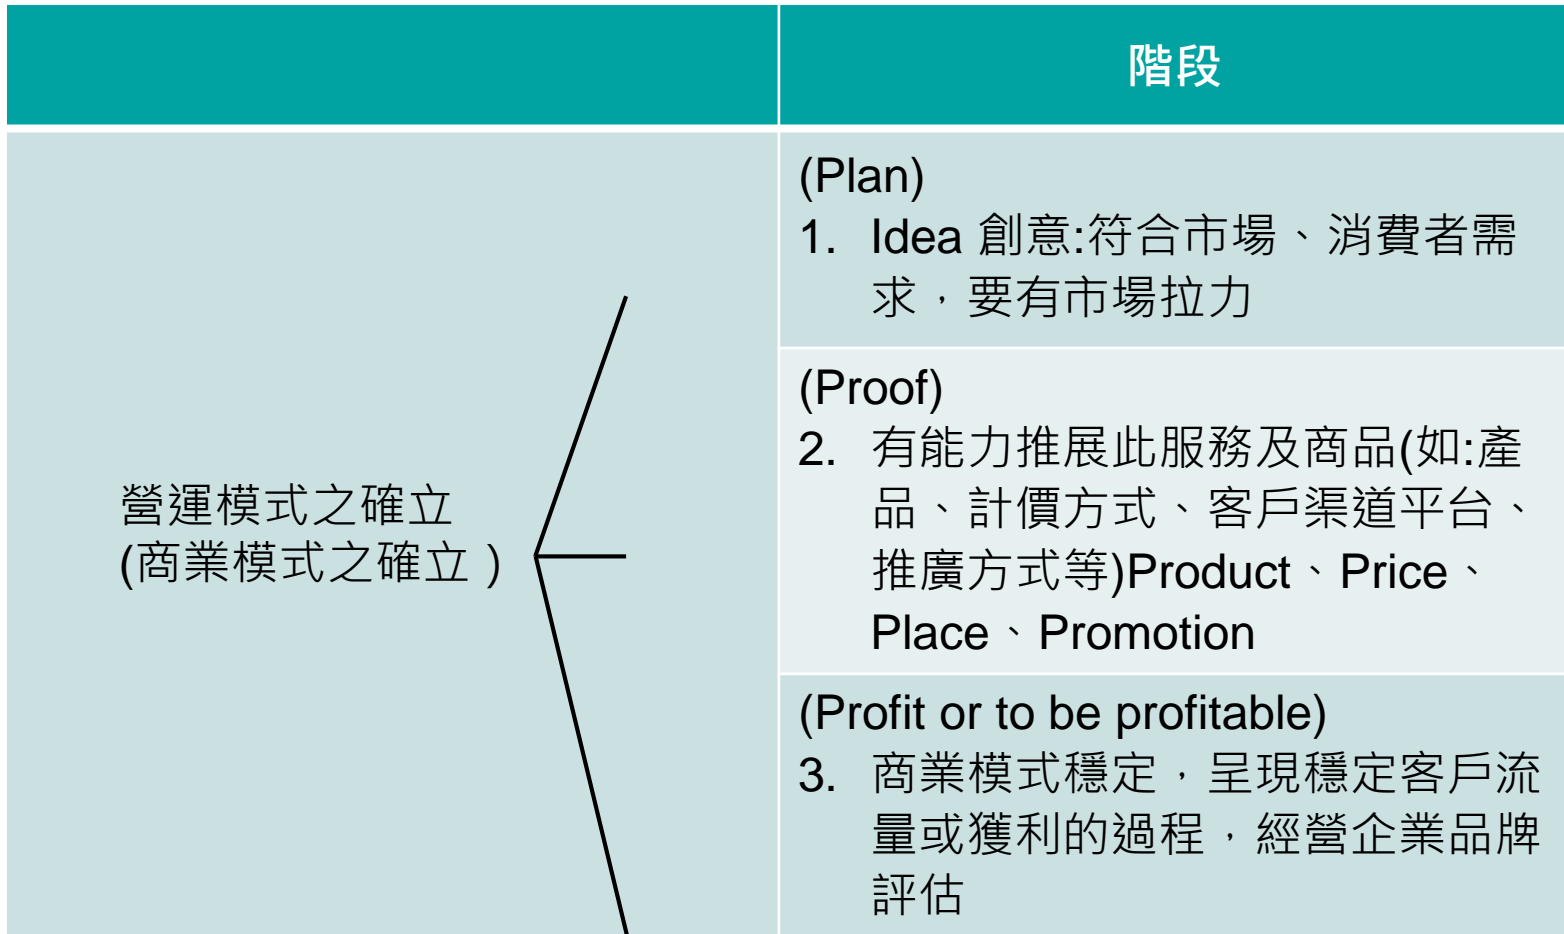 階段
營運模式之確立
(商業模式之確立 )
(Plan)
1. Idea 創意:符合市場、消費者需
求，要有市場拉力
(Proof)
2. 有能力推展此服務及商品(如:產
品、計價方式、客戶渠道平台、
推廣方式等)Product、Price、
Place、Promotion
(Profit or to be profitable)
3. 商業模式穩定，呈現穩定客戶流
量或獲利的過程，經營企業品牌
評估